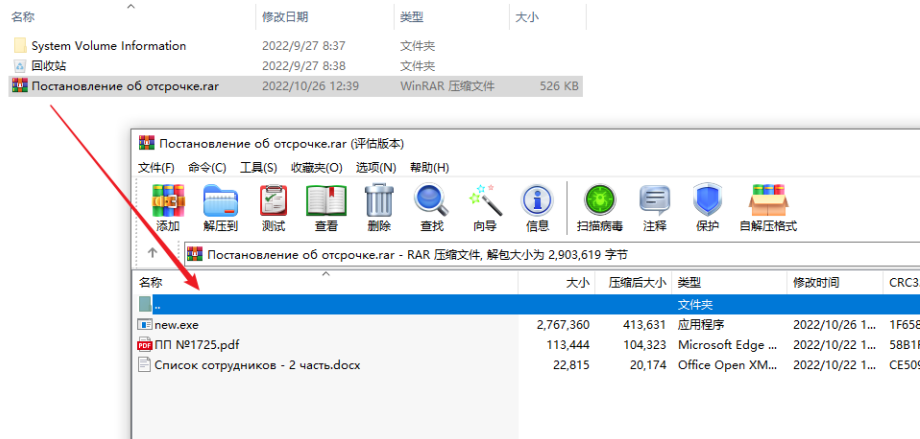 名称 修改日期 类型 大小
System Volume Information 2022/9/27 8:37 文件夹
回收站 2022/9/27 8:38 文件夹
Постановление об отсрочке.rar 2022/10/26 12:39 WinRAR 压缩文件 526 KB
Постановление об отсрочке.rar (评估版本)
文件(F) 命令(C) 工具(S) 收藏夹(O) 选项(N) 帮助(H)
添加 解压到 测试 查看 删除 查找 向导 信息 扫描病毒 注释 保护 自解压格式
Постановление об отсрочке.rar - RAR 压缩文件, 解包大小为 2,903,619 字节
名称 大小 压缩后大小 类型 修改时间 CRC3
.. 文件夹
new.exe 2,767,360 413,631 应用程序 2022/10/26 1... 1F658
ПП №1725.pdf 113,444 104,323 Microsoft Edge ... 2022/10/22 1... 58B1F
Список сотрудников - 2 часть.docx 22,815 20,174 Office Open XM... 2022/10/22 1... CE509